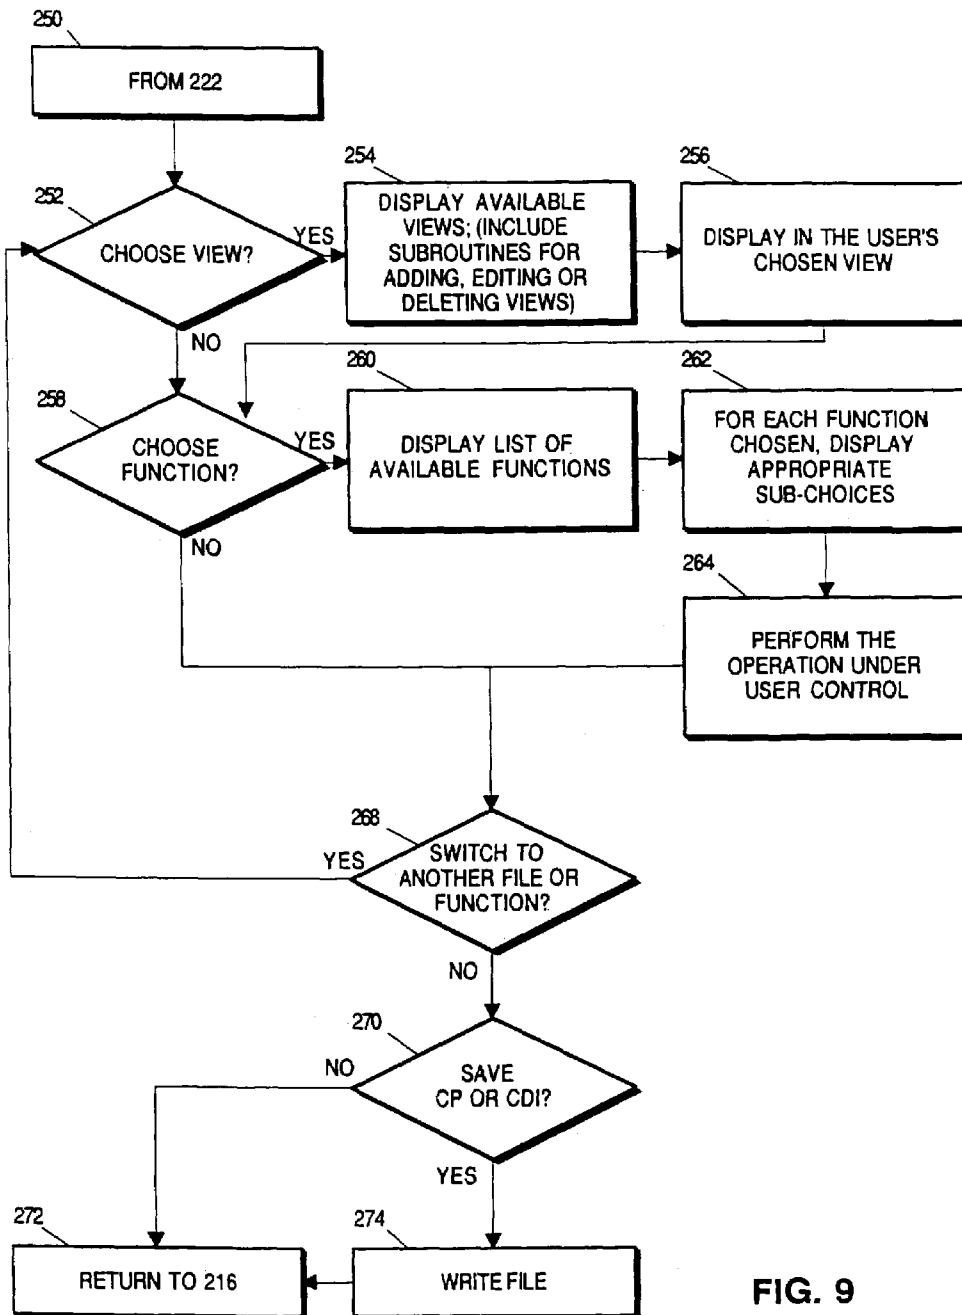 250
FROM 222
252
CHOOSE VIEW?
YES
NO
254
DISPLAY AVAILABLE
VIEWS; (INCLUDE
SUBROUTINES FOR
ADDING, EDITING OR
DELETING VIEWS)
256
DISPLAY IN THE USER'S
CHOSEN VIEW
258
CHOOSE
FUNCTION?
YES
NO
260
DISPLAY LIST OF
AVAILABLE FUNCTIONS
262
FOR EACH FUNCTION
CHOSEN, DISPLAY
APPROPRIATE
SUB-CHOICES
264
PERFORM THE
OPERATION UNDER
USER CONTROL
268
YES
SWITCH TO
ANOTHER FILE OR
FUNCTION?
NO
270
NO
SAVE
CP OR CDI?
YES
272
RETURN TO 216
274
WRITE FILE
FIG. 9